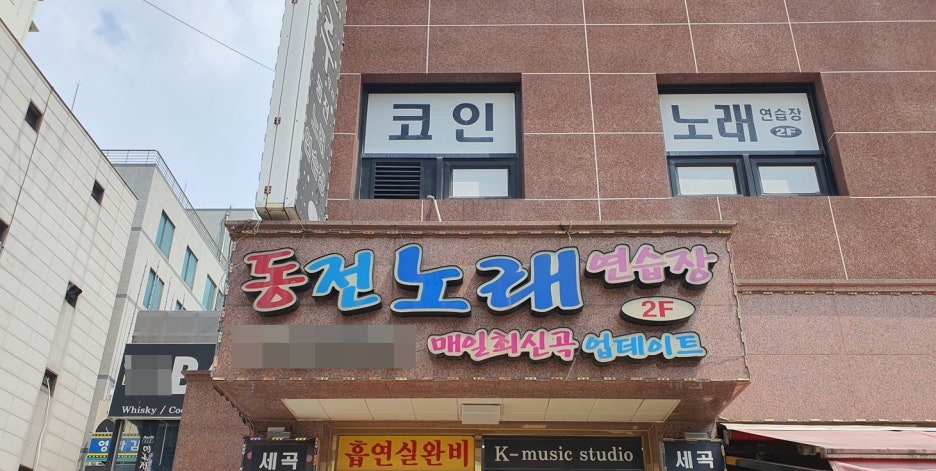 코인
노래 연습장
2F
동전노래 연습장
2F
매일최신곡 업데이트
Whisky /
세곡
흡연실완비
K-music studio
세곡